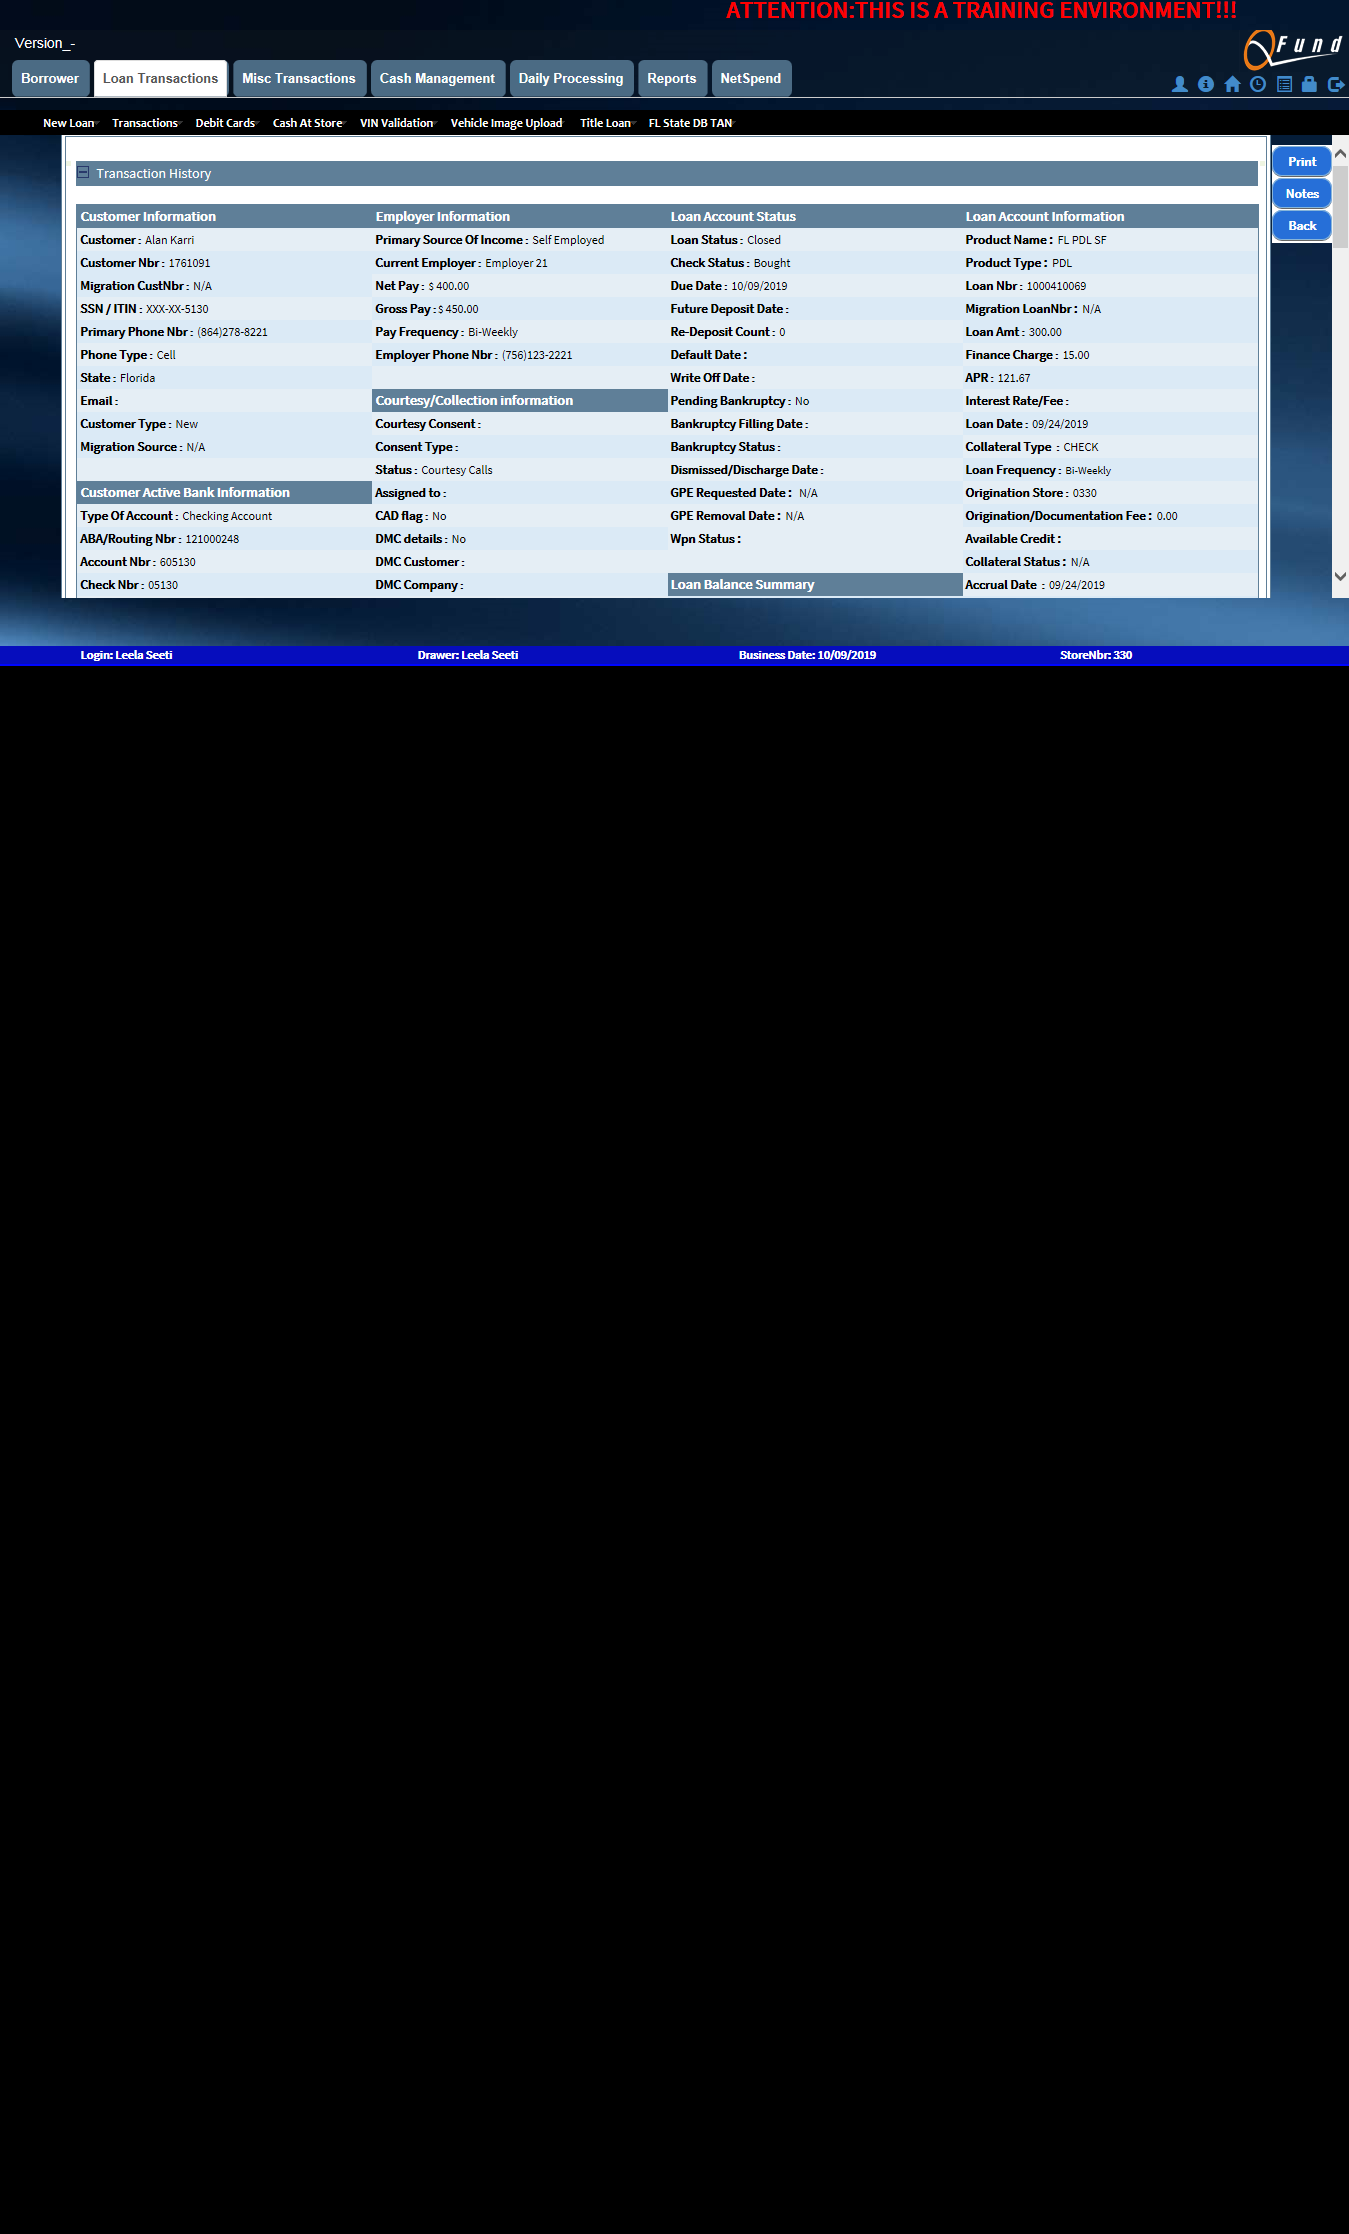 ATTENTION:THIS IS A TRAINING ENVIRONMENT!!!
Version_-
Fund
Borrower Loan Transactions Misc Transactions Cash Management Daily Processing Reports NetSpend
New Loan Transactions Debit Cards Cash At Store VIN Validation Vehicle Image Upload Title Loan FL State DB TAN
Print
Notes
Back
Transaction History
Customer Information
Customer : Alan Karri
Customer Nbr : 1761091
Migration CustNbr : N/A
SSN / ITIN : XXX-XX-5130
Primary Phone Nbr : (864)278-8221
Phone Type : Cell
State : Florida
Email :
Customer Type : New
Migration Source : N/A
Customer Active Bank Information
Type Of Account : Checking Account
ABA/Routing Nbr : 121000248
Account Nbr : 605130
Check Nbr : 05130
Employer Information
Primary Source Of Income : Self Employed
Current Employer : Employer 21
Net Pay : $ 400.00
Gross Pay : $ 450.00
Pay Frequency : Bi-Weekly
Employer Phone Nbr : (756)123-2221
Courtesy/Collection information
Courtesy Consent :
Consent Type :
Status : Courtesy Calls
Assigned to :
CAD flag : No
DMC details : No
DMC Customer :
DMC Company :
Loan Account Status
Loan Status : Closed
Check Status : Bought
Due Date : 10/09/2019
Future Deposit Date :
Re-Deposit Count : 0
Default Date :
Write Off Date :
Pending Bankruptcy : No
Bankruptcy Filling Date :
Bankruptcy Status :
Dismissed/Discharge Date :
GPE Requested Date : N/A
GPE Removal Date : N/A
Wpn Status :
Loan Balance Summary
Loan Account Information
Product Name : FL PDL SF
Product Type : PDL
Loan Nbr : 1000410069
Migration LoanNbr : N/A
Loan Amt : 300.00
Finance Charge : 15.00
APR : 121.67
Interest Rate/Fee :
Loan Date : 09/24/2019
Collateral Type : CHECK
Loan Frequency : Bi-Weekly
Origination Store : 0330
Origination/Documentation Fee : 0.00
Available Credit :
Collateral Status : N/A
Accrual Date : 09/24/2019
Login: Leela Seeti Drawer: Leela Seeti Business Date: 10/09/2019 StoreNbr: 330